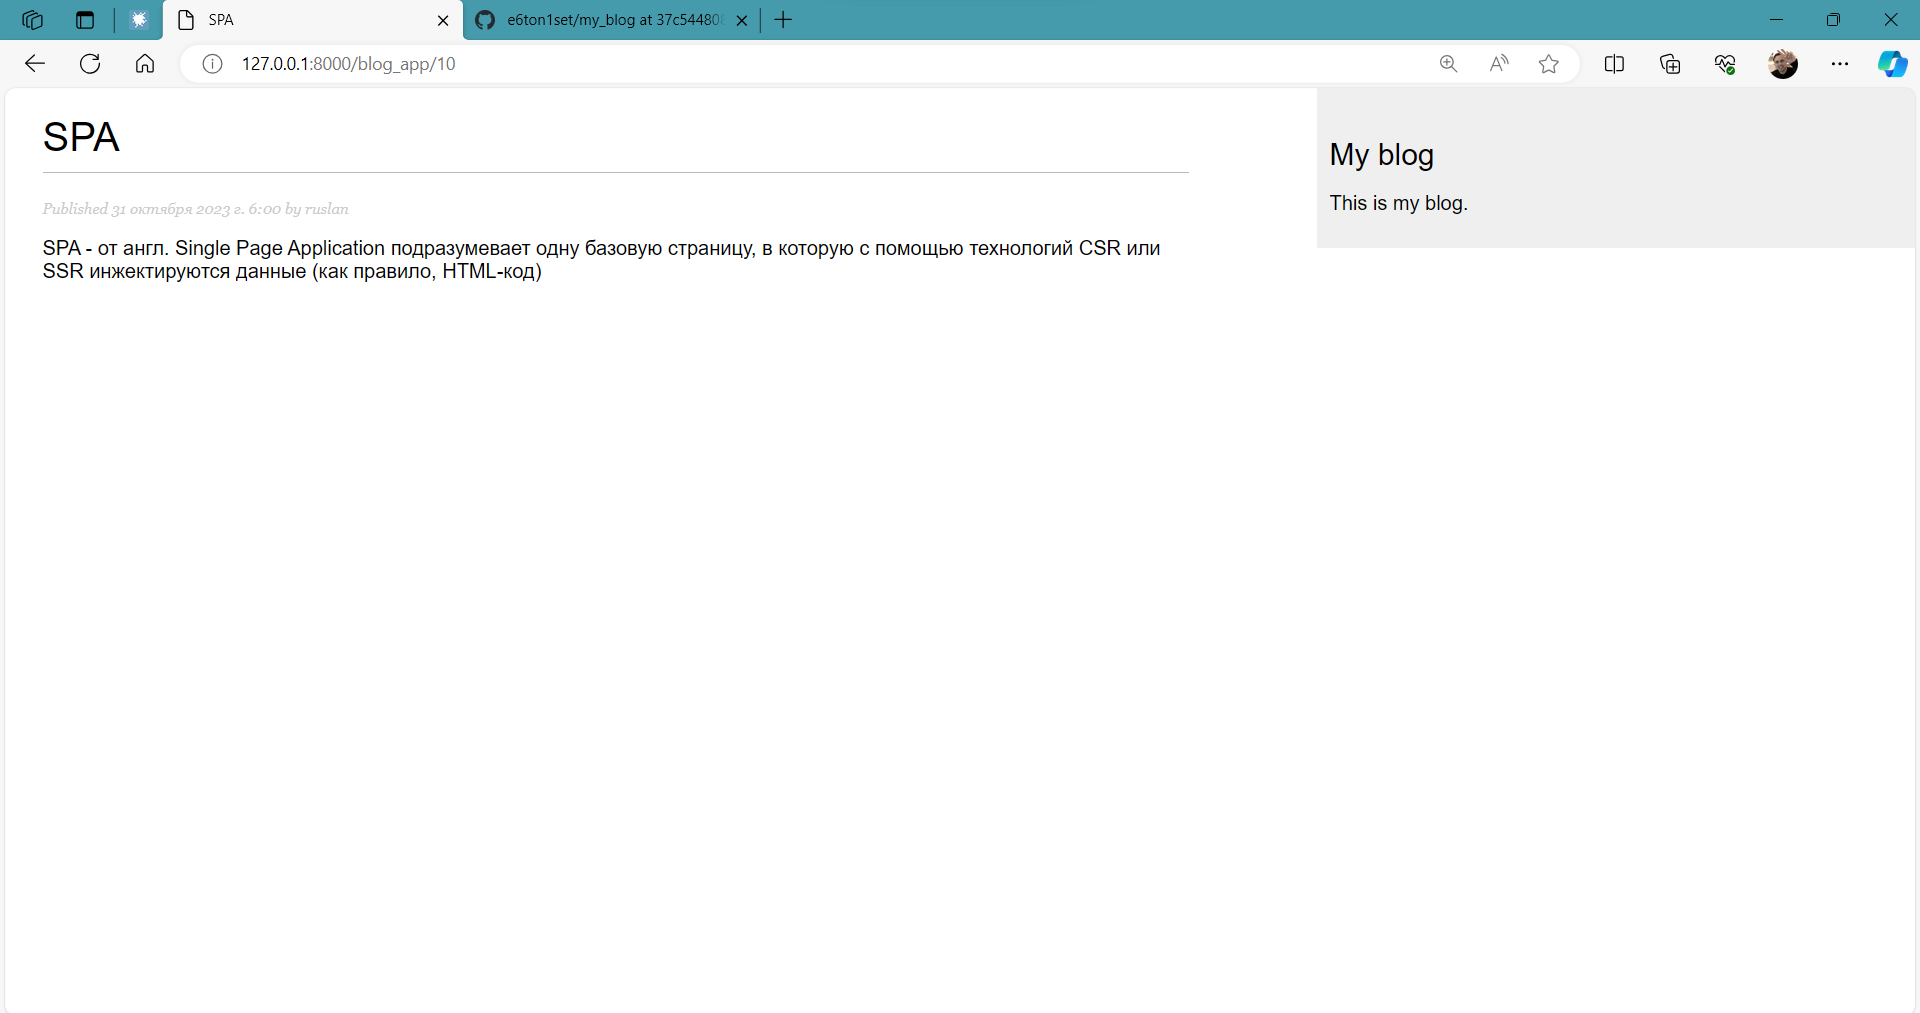 SPA
e6ton1set/my_blog at 37c544808
127.0.0.1:8000/blog_app/10
SPA
Published 31 октября 2023 г. 6:00 by ruslan
SPA - от англ. Single Page Application подразумевает одну базовую страницу, в которую с помощью технологий CSR или
SSR инжектируются данные (как правило, HTML-код)
My blog
This is my blog.